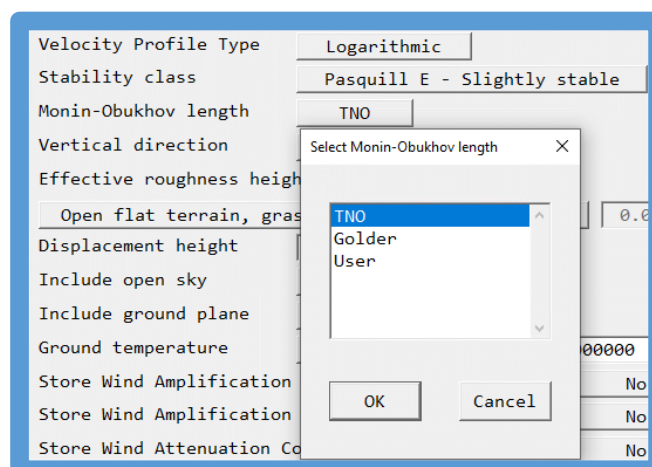 Velocity Profile Type Logarithmic
Stability class Pasquill E - Slightly stable
Monin-Obukhov length TNO
Vertical direction
Select Monin-Obukhov length
Effective roughness heigh
Open flat terrain, gras 0.0
TNO
Golder
User
Displacement height
Include open sky
Include ground plane
Ground temperature 00000
Store Wind Amplification No
OK Cancel
Store Wind Amplification No
Store Wind Attenuation Co No